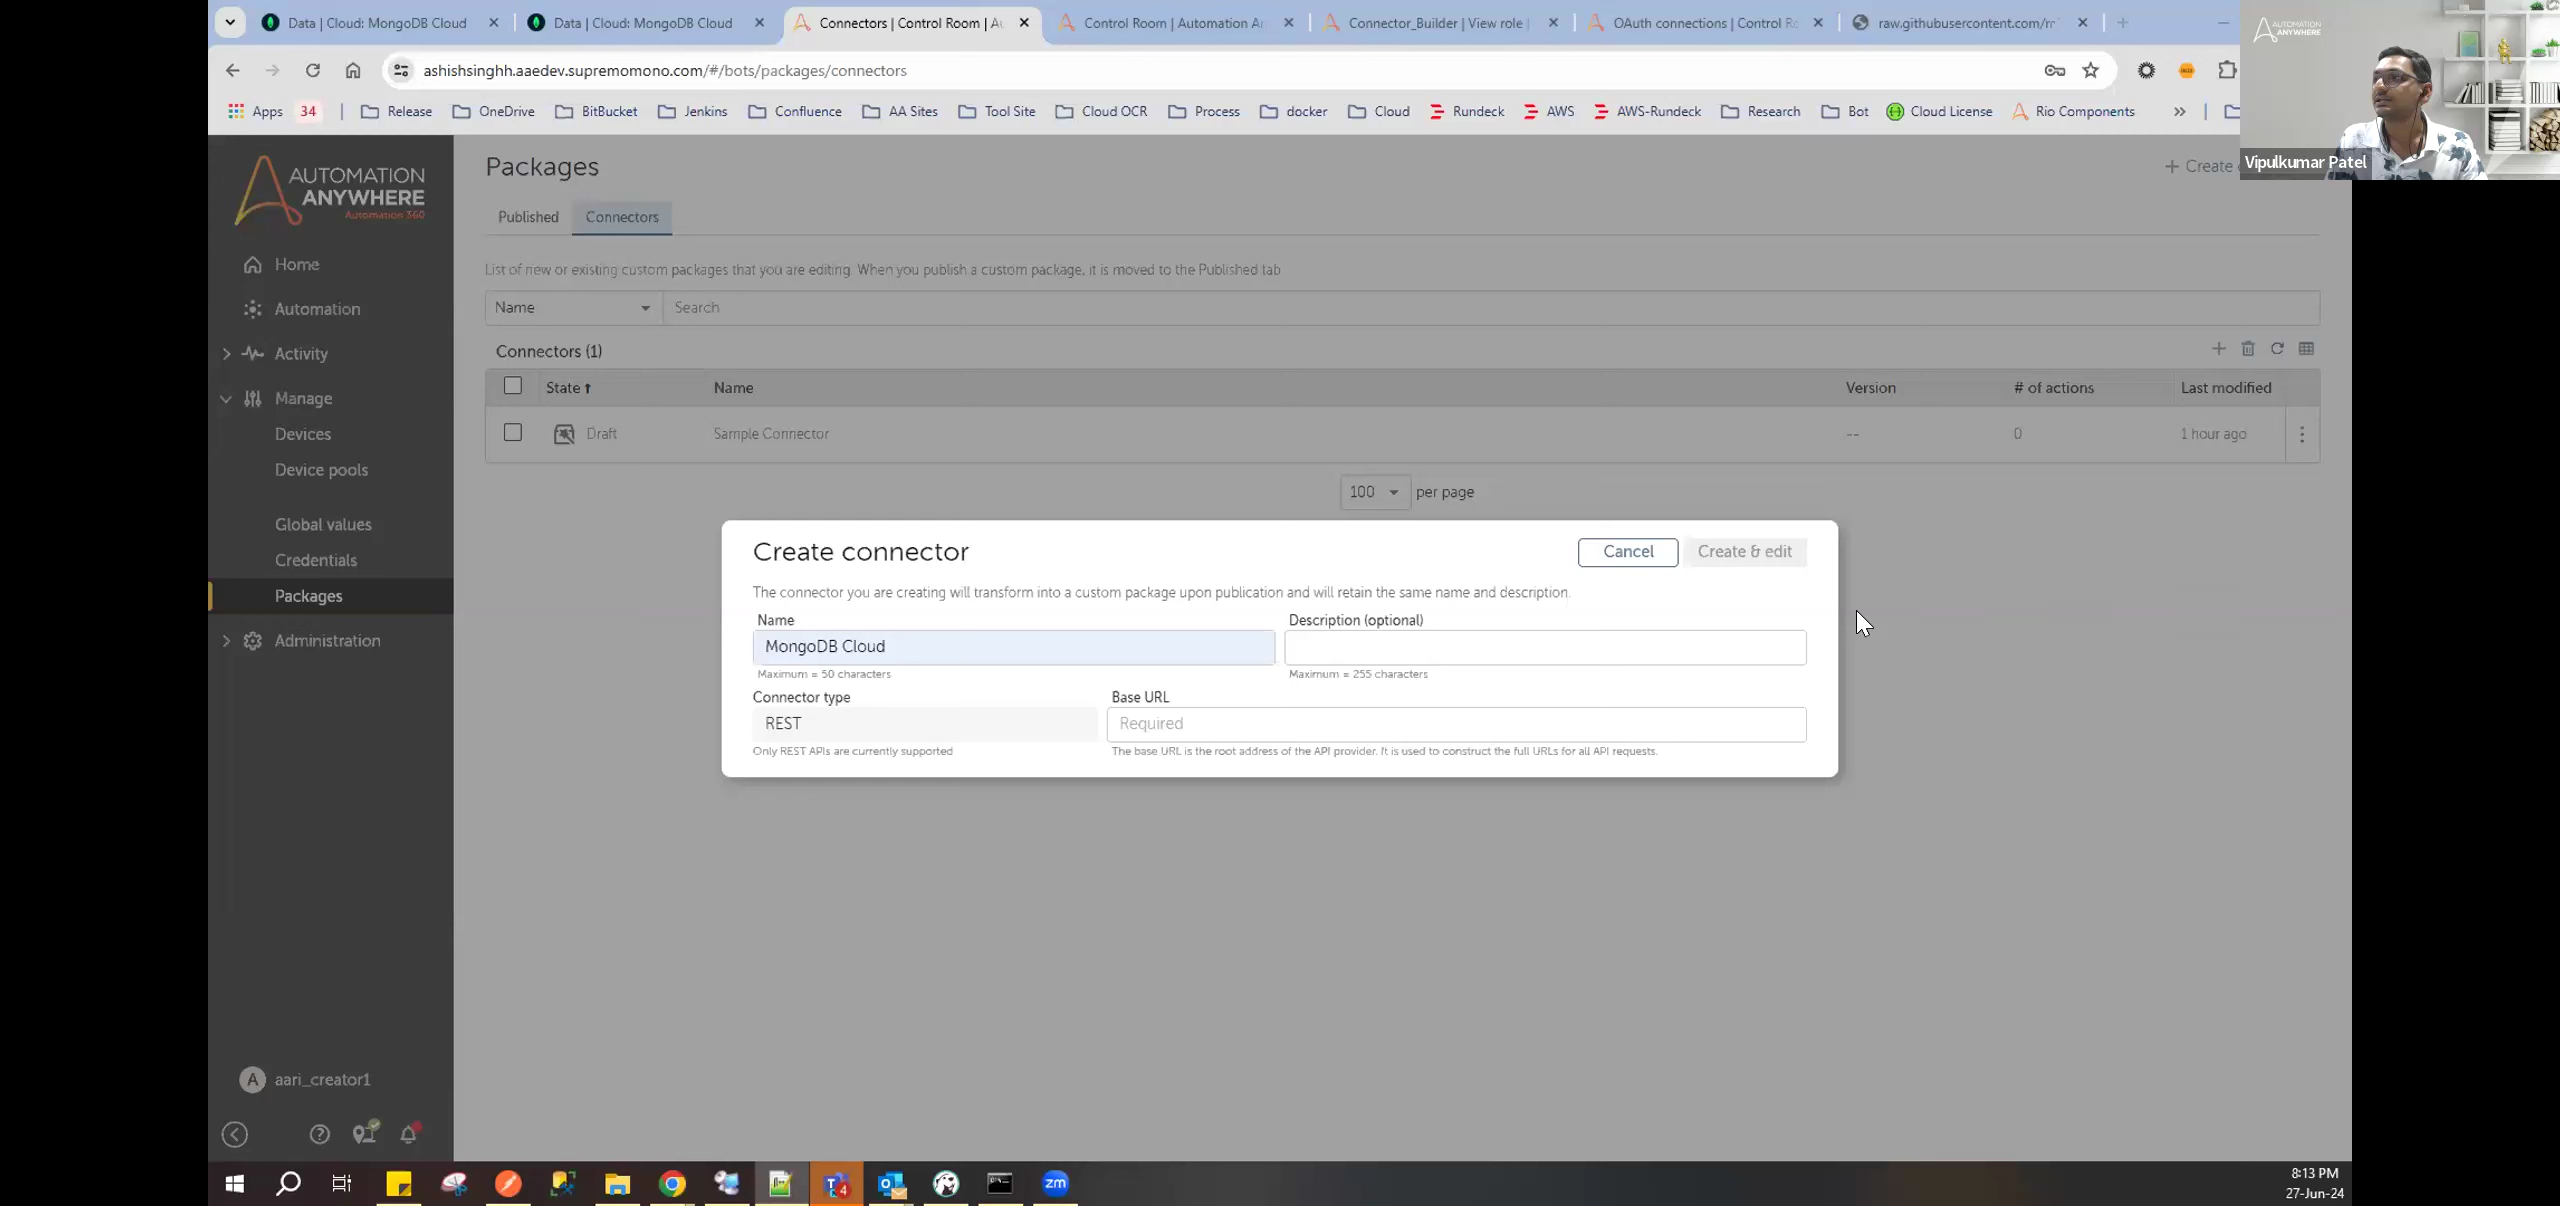 Data | Cloud: MongoDB Cloud
Data | Cloud: MongoDB Cloud
Connectors | Control Room | Au
Control Room | Automation An
Connector_Builder | View role |
OAuth connections | Control Ro
raw.githubusercontent.com/m
ashishsinghh.aaedev.supremomono.com/#/bots/packages/connectors
Apps
34
Release
OneDrive
BitBucket
Jenkins
Confluence
AA Sites
Tool Site
Cloud OCR
Process
docker
Cloud
Rundeck
AWS
AWS-Rundeck
Research
Bot
Cloud License
Rio Components
AUTOMATION
ANYWHERE
Vipulkumar Patel
AUTOMATION
ANYWHERE
Automation 360
Home
Automation
Activity
Manage
Devices
Device pools
Global values
Credentials
Packages
Administration
A
aari_creator1
Packages
Create
Published
Connectors
List of new or existing custom packages that you are editing. When you publish a custom package, it is moved to the Published tab
Name
Search
Connectors (1)
State
Name
Version
# of actions
Last modified
Draft
Sample Connector
--
0
1 hour ago
100
per page
Create connector
Cancel
Create & edit
The connector you are creating will transform into a custom package upon publication and will retain the same name and description.
Name
Description (optional)
MongoDB Cloud
Maximum = 50 characters
Maximum = 255 characters
Connector type
Base URL
REST
Required
Only REST APIs are currently supported
The base URL is the root address of the API provider. It is used to construct the full URLs for all API requests.
4
zm
8:13 PM
27-Jun-24